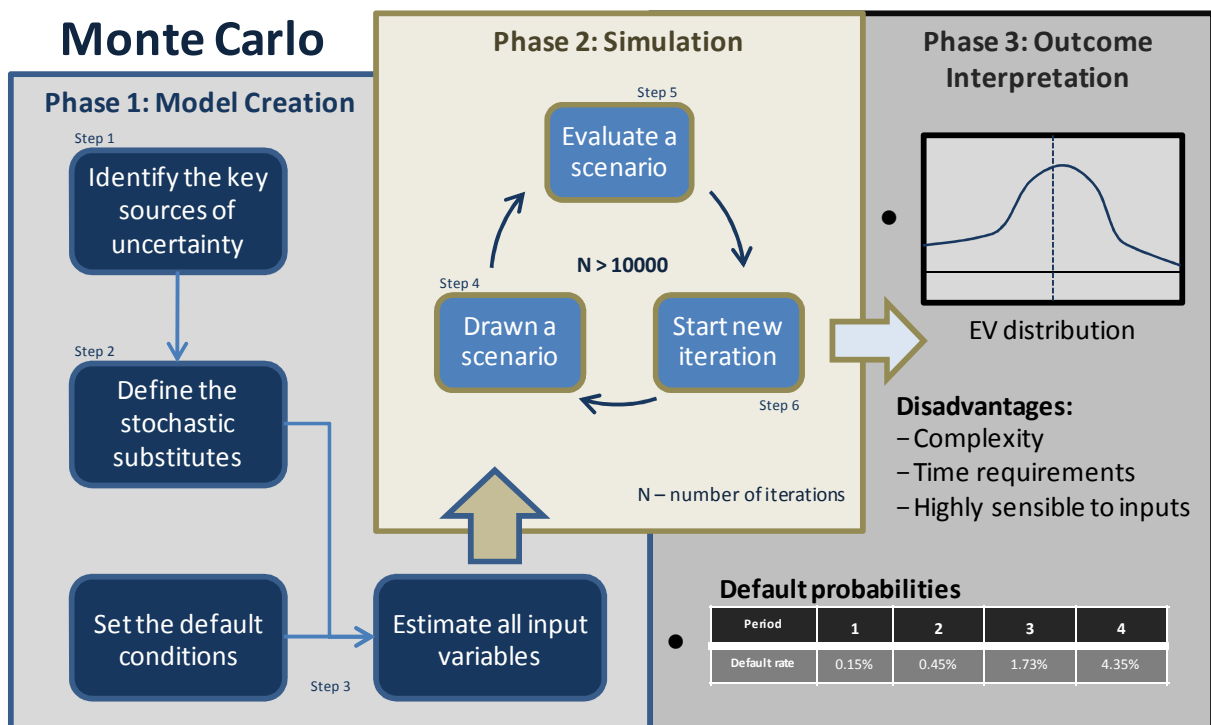 Monte Carlo
Phase 1: Model Creation
Step 1
Identify the key
sources of
uncertainty
Step 2
Define the
stochastic
substitutes
Set the default
conditions
Step 3
Estimate all input
variables
Phase 2: Simulation
Step 5
Evaluate a
scenario
N > 10000
Step 4
Drawn a
scenario
Start new
iteration
Step 6
N – number of iterations
Phase 3: Outcome
Interpretation
•
EV distribution
Disadvantages:
– Complexity
– Time requirements
– Highly sensible to inputs
Default probabilities
•
Period 1 2 3 4
Default rate 0.15% 0.45% 1.73% 4.35%